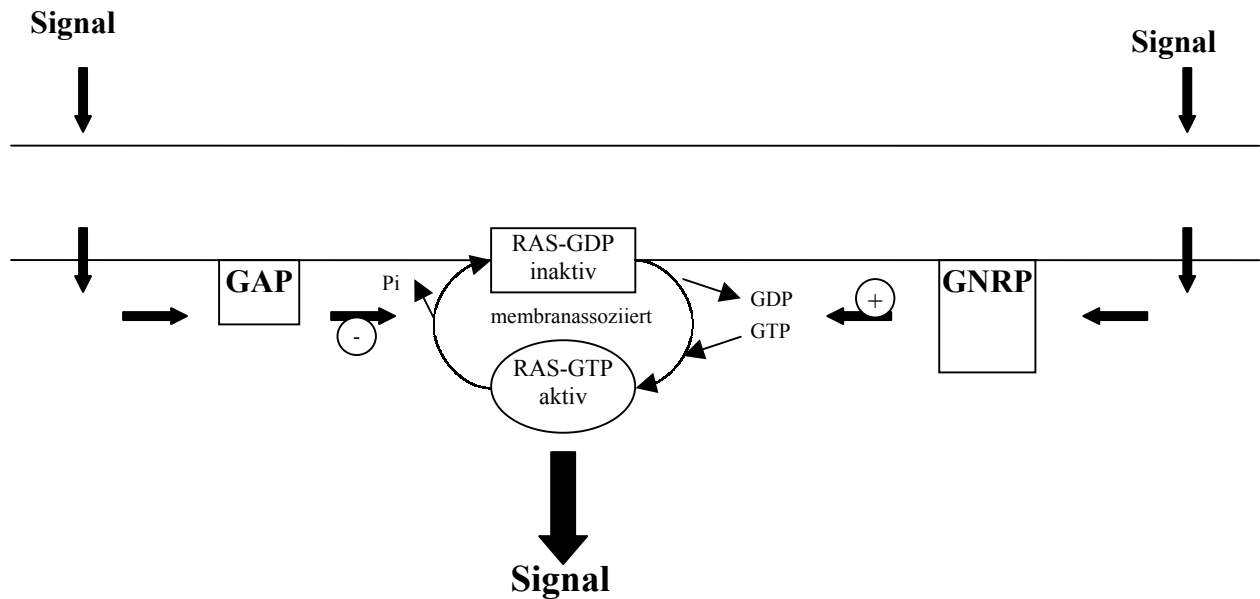 Signal
Signal
RAS-GDP
inaktiv
GAP
GNRP
Pi
GDP
+
membranassoziiert
GTP
-
RAS-GTP
aktiv
Signal